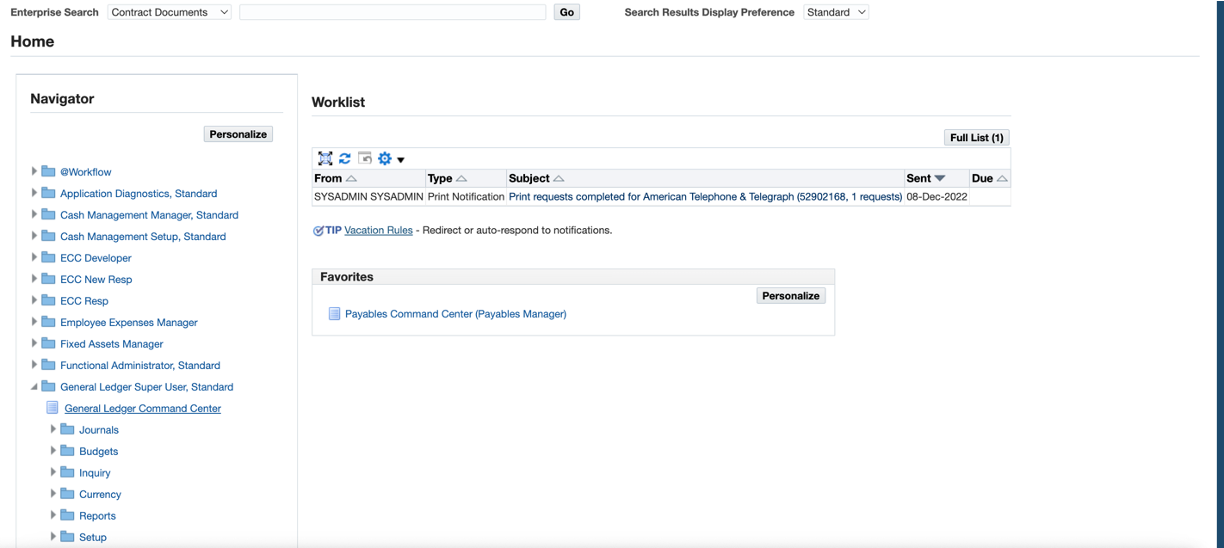 Enterprise Search Contract Documents Go Search Results Display Preference Standard
Home
Navigator
Personalize
@Workflow
Application Diagnostics, Standard
Cash Management Manager, Standard
Cash Management Setup, Standard
ECC Developer
ECC New Resp
ECC Resp
Employee Expenses Manager
Fixed Assets Manager
Functional Administrator, Standard
General Ledger Super User, Standard
General Ledger Command Center
Journals
Budgets
Inquiry
Currency
Reports
Setup
Worklist
Full List (1)
From Type Subject Sent Due
SYSADMIN SYSADMIN Print Notification Print requests completed for American Telephone & Telegraph (52902168, 1 requests) 08-Dec-2022
TIP Vacation Rules - Redirect or auto-respond to notifications.
Favorites
Personalize
Payables Command Center (Payables Manager)